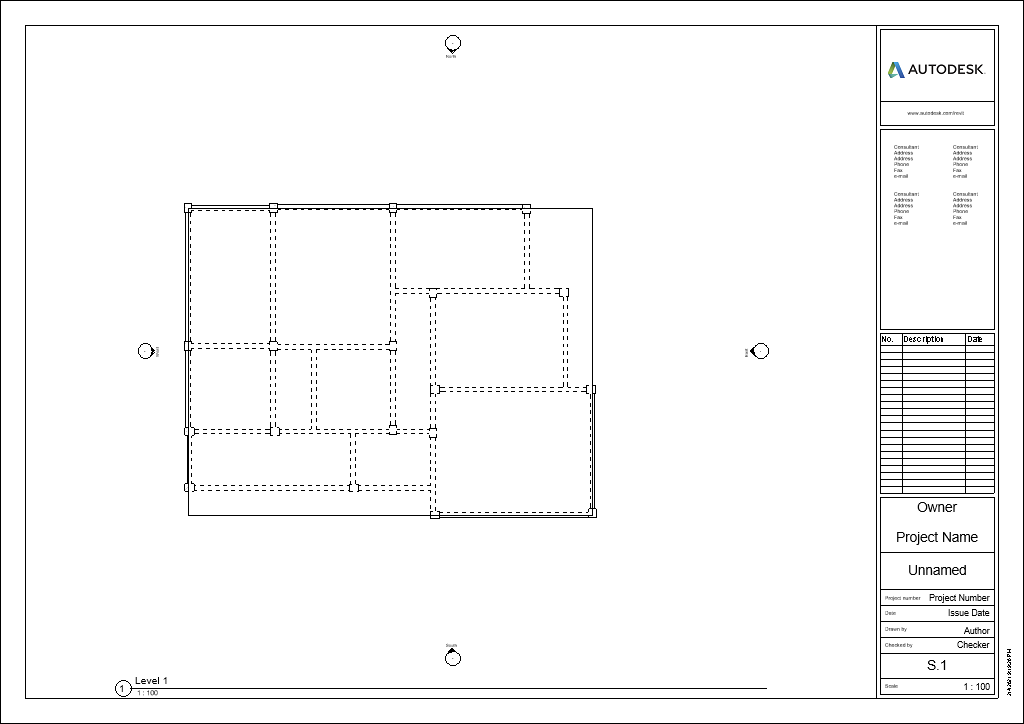 North
AUTODESK.
www.autodesk.com/revit
Consultant
Address
Address
Phone
Fax
e-mail
Consultant
Address
Address
Phone
Fax
e-mail
Consultant
Address
Address
Phone
Fax
e-mail
Consultant
Address
Address
Phone
Fax
e-mail
No. Description Date
East
Owner
Project Name
Unnamed
Project number Project Number
Date Issue Date
Drawn by Author
Checked by Checker
S.1
Scale 1 : 100
South
1 Level 1
1 : 100